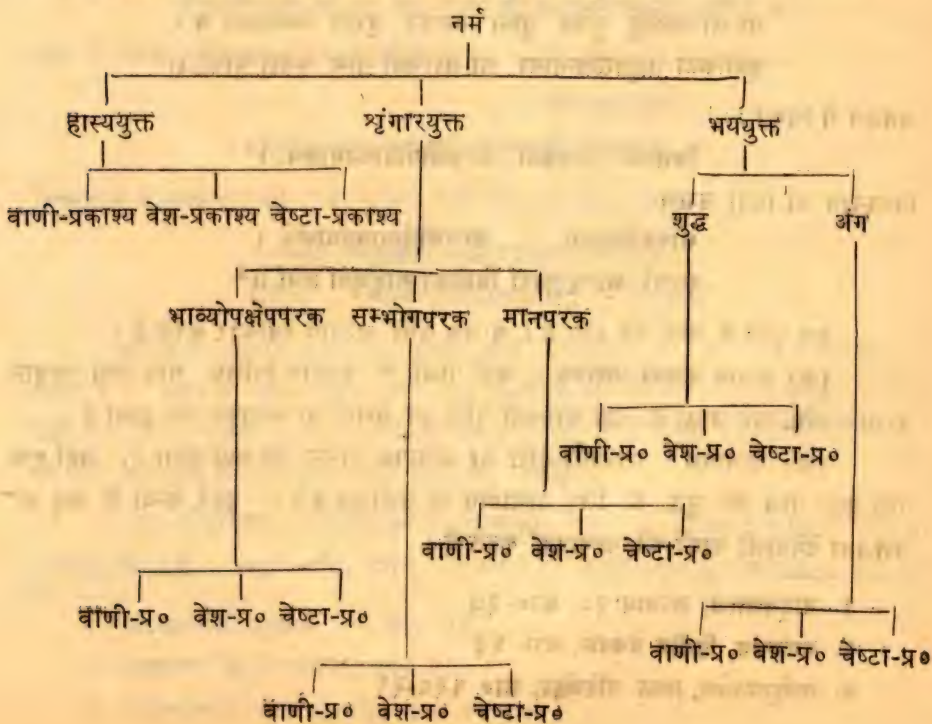 नर्म
हास्ययुक्त शृंगारयुक्त भययुक्त
वाणी-प्रकाश्य वेश-प्रकाश्य चेष्टा-प्रकाश्य
शुद्ध अंग
भाव्योपक्षेपपरक सम्भोगपरक मानपरक
वाणी-प्र० वेश-प्र० चेष्टा-प्र०
वाणी-प्र० वेश-प्र० चेष्टा-प्र०
वाणी-प्र० वेश-प्र० चेष्टा-प्र०
वाणी-प्र० वेश-प्र० चेष्टा-प्र०
वाणी-प्र० वेश-प्र० चेष्टा-प्र०